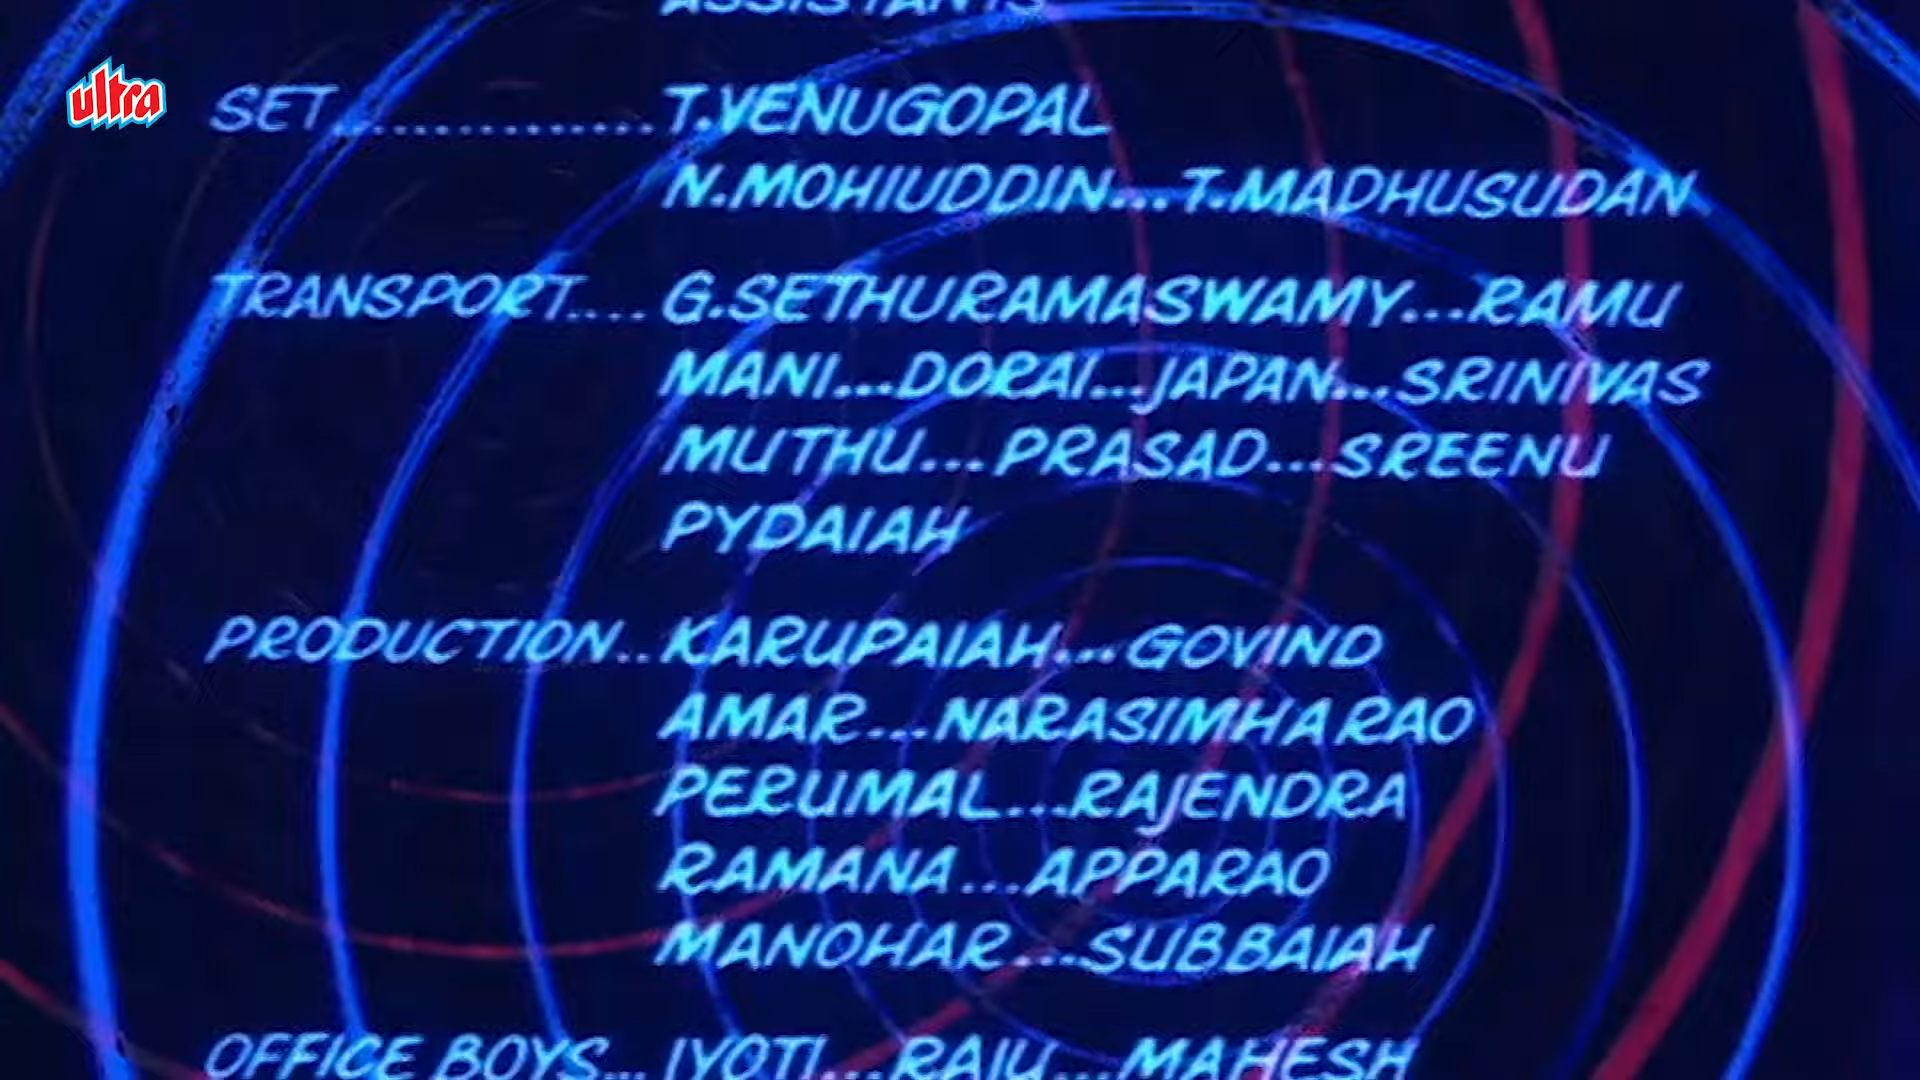 ASSISTANTS
ultra
SET.................T.VENUGOPAL
N.MOHIUDDIN...T.MADHUSUDAN
TRANSPORT....G.SETHURAMASWAMY...RAMU
MANI...DORAI...JAPAN...SRINIVAS
MUTHU...PRASAD...SREENU
PYDAIAH
PRODUCTION..KARUPAIAH...GOVIND
AMAR...NARASIMHA RAO
PERUMAL...RAJENDRA
RAMANA...APPARAO
MANOHAR...SUBBAIAH
OFFICE BOYS...JYOTI...RAJU...MAHESH